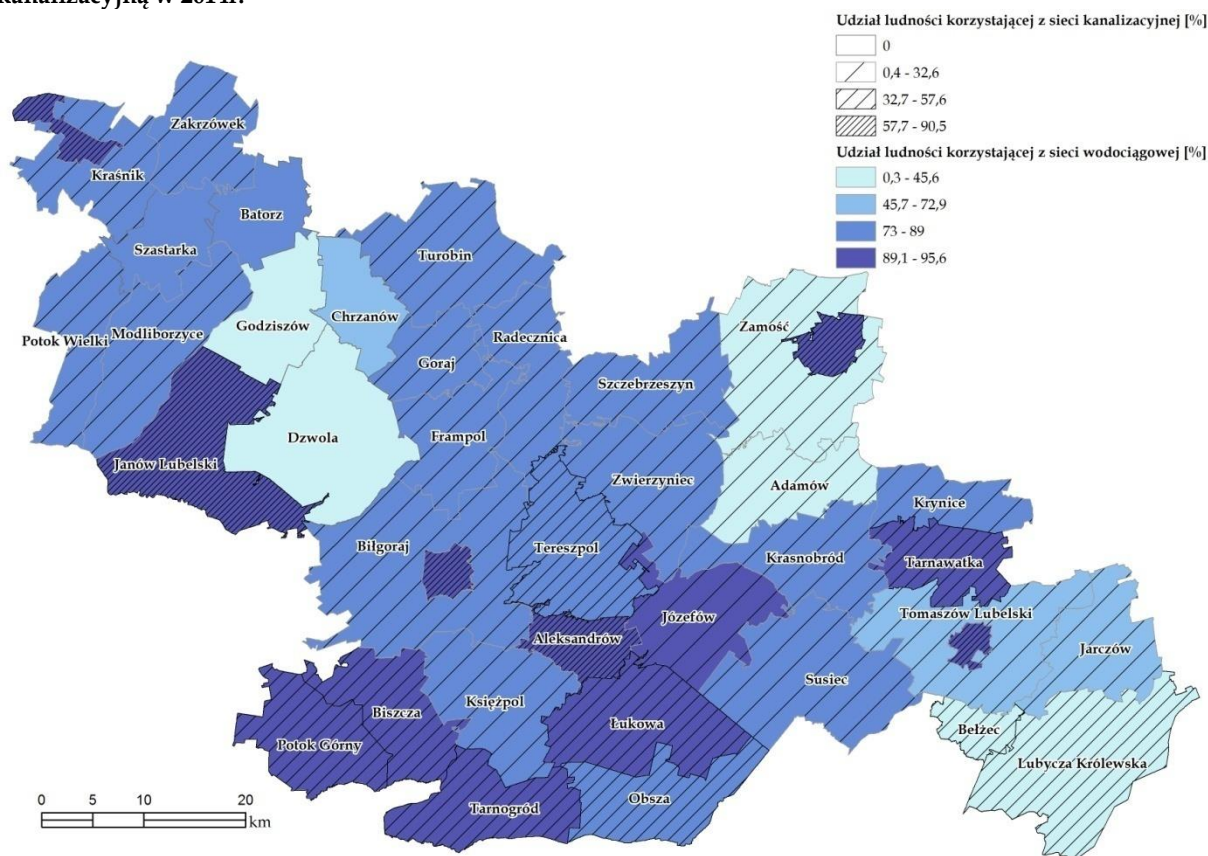 kanalizacyjną w 2014r.
Udział ludności korzystającej z sieci kanalizacyjnej [%]
0
0,4 - 32,6
32,7 - 57,6
57,7 - 90,5
Udział ludności korzystającej z sieci wodociągowej [%]
0,3 - 45,6
45,7 - 72,9
73 - 89
89,1 - 95,6
Zakrzówek
Kraśnik
Batorz
Szastarka
Turobin
Godziszów
Chrzanów
Zamość
Potok Wielki
Modliborzyce
Radecznica
Goraj
Szczebrzeszyn
Dzwola
Frampol
Janów Lubelski
Zwierzyniec
Adamów
Krynice
Biłgoraj
Tereszpol
Krasnobród
Tarnawatka
Józefów
Tomaszów Lubelski
Aleksandrów
Jarczów
Susiec
Księżpol
Biszcza
Łukowa
Bełżec
Potok Górny
Lubycza Królewska
Obsza
Tarnogród
0 5 10 20
km